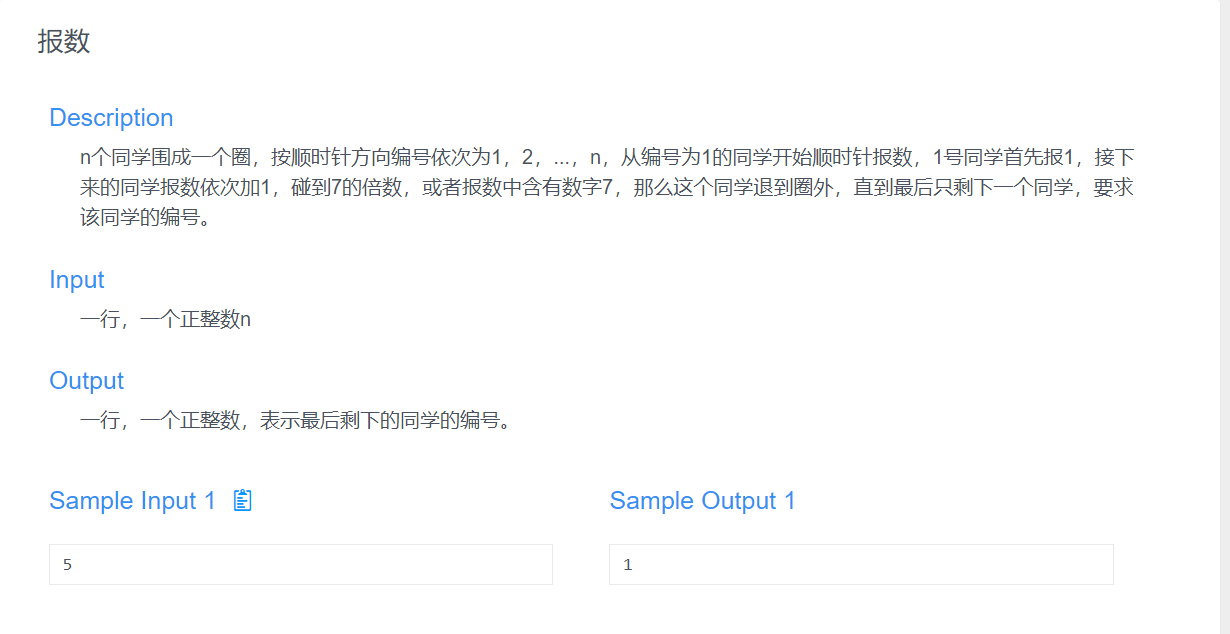 报数
Description
n个同学围成一个圈，按顺时针方向编号依次为1，2，...，n，从编号为1的同学开始顺时针报数，1号同学首先报1，接下
来的同学报数依次加1，碰到7的倍数，或者报数中含有数字7，那么这个同学退到圈外，直到最后只剩下一个同学，要求
该同学的编号。
Input
一行，一个正整数n
Output
一行，一个正整数，表示最后剩下的同学的编号。
Sample Input 1
Sample Output 1
5
1